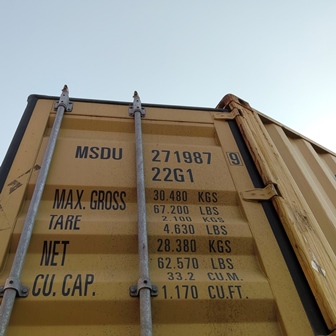 MSDU 271987 9
22G1
MAX. GROSS 30.480 KGS
67.200 LBS
TARE 2.100 KGS
4.630 LBS
NET 28.380 KGS
62.570 LBS
CU. CAP. 33.2 CU.M.
1.170 CU.FT.